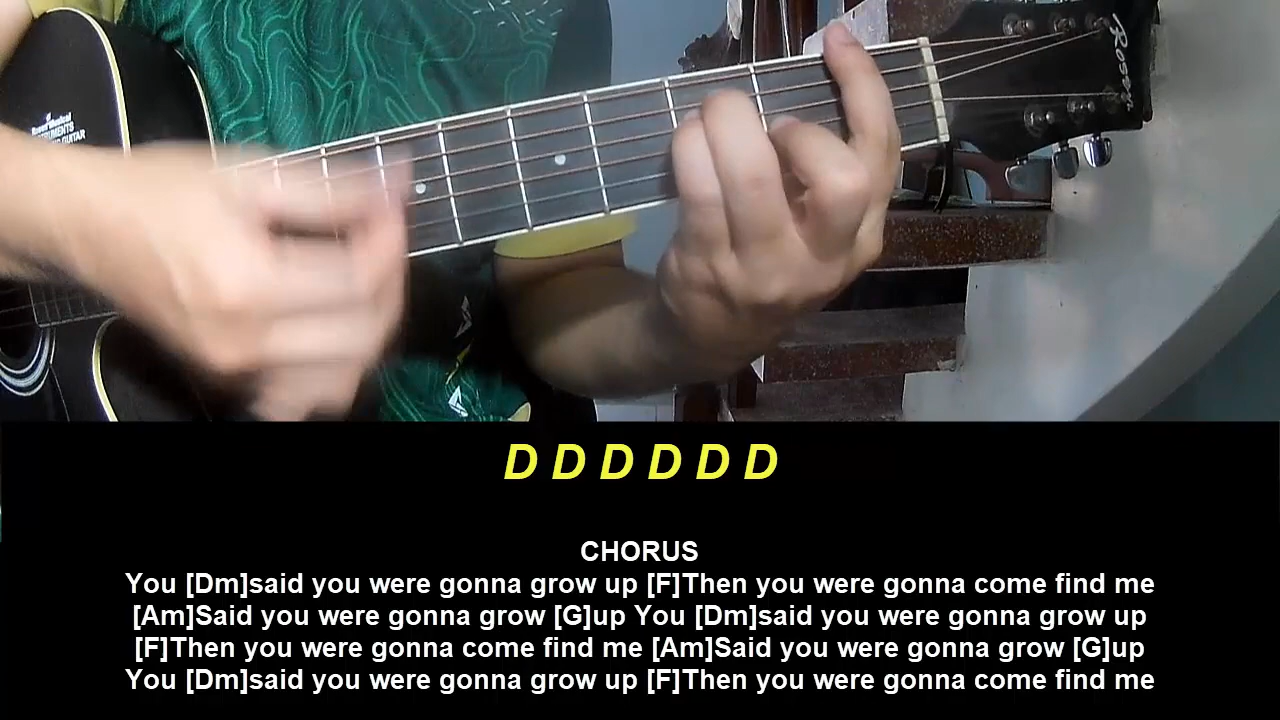 Rosen
D D D D D D
CHORUS
You [Dm]said you were gonna grow up [F]Then you were gonna come find me
[Am]Said you were gonna grow [G]up You [Dm]said you were gonna grow up
[F]Then you were gonna come find me [Am]Said you were gonna grow [G]up
You [Dm]said you were gonna grow up [F]Then you were gonna come find me